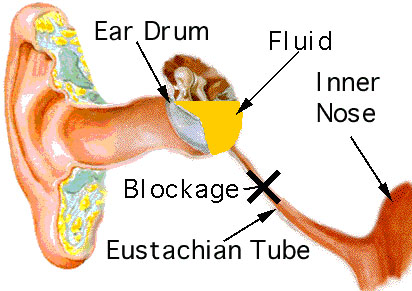 Ear Drum
Fluid
Inner
Nose
Blockage
Eustachian Tube